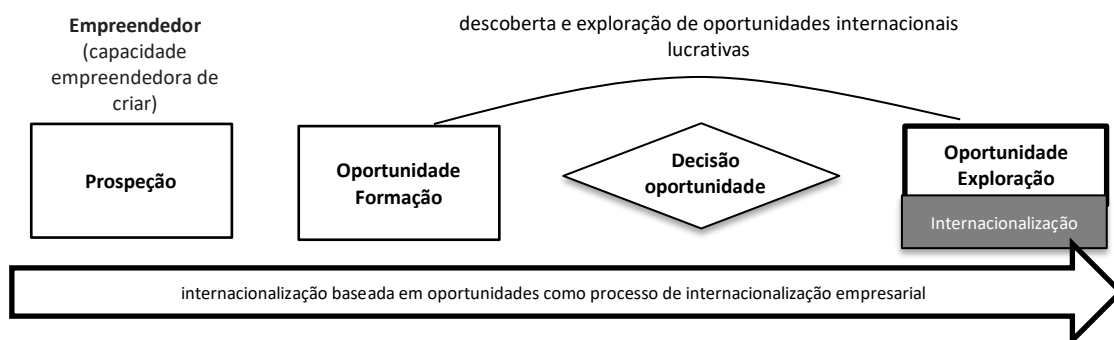 Empreendedor
(capacidade
empreendedora de
criar)
descoberta e exploração de oportunidades internacionais
lucrativas
Prospeção
Oportunidade
Formação
Decisão
oportunidade
Oportunidade
Exploração
Internacionalização
internacionalização baseada em oportunidades como processo de internacionalização empresarial